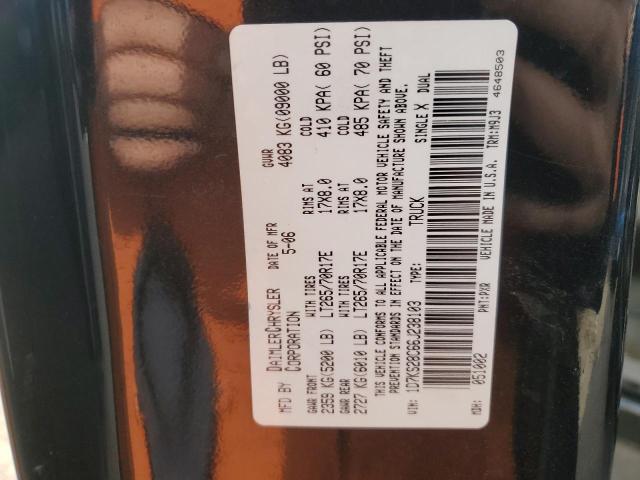 MFD BY DAIMLERCHRYSLER CORPORATION DATE OF MFR 5-06 GVWR 4083 KG(09000 LB)
GAWR FRONT WITH TIRES RIMS AT COLD
2359 KG(5200 LB) LT265/70R17E 17X8.0 410 KPA( 60 PSI)
GAWR REAR WITH TIRES RIMS AT COLD
2727 KG(6010 LB) LT265/70R17E 17X8.0 485 KPA( 70 PSI)
THIS VEHICLE CONFORMS TO ALL APPLICABLE FEDERAL MOTOR VEHICLE SAFETY AND THEFT
PREVENTION STANDARDS IN EFFECT ON THE DATE OF MANUFACTURE SHOWN ABOVE.
VIN: 1D7KS28C66J238103 TYPE: TRUCK SINGLE X DUAL
MDH: 051002 PNT: PXR VEHICLE MADE IN U.S.A. TRM:M9J3
4648503